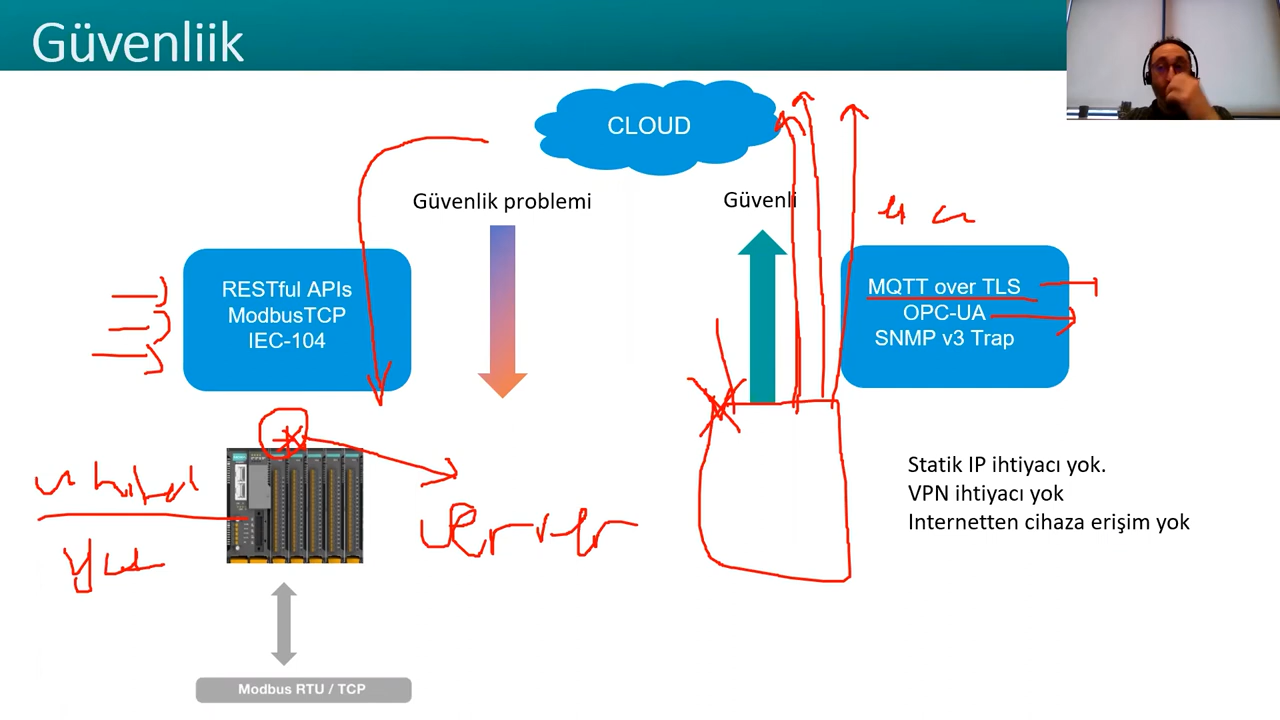 Güvenliik
CLOUD
Güvenlik problemi
Güvenli
RESTful APIs
ModbusTCP
IEC-104
MQTT over TLS
OPC-UA
SNMP v3 Trap
Server
Statik IP ihtiyacı yok.
VPN ihtiyacı yok
Internetten cihaza erişim yok
Modbus RTU / TCP